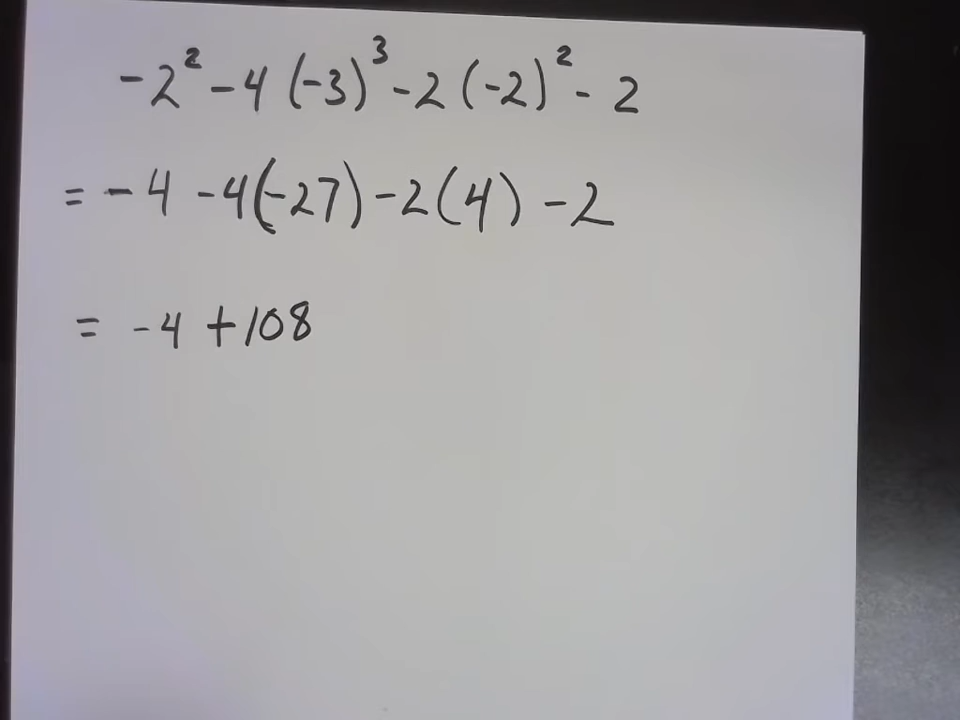 -2² - 4 (-3)³ - 2 (-2)² - 2
= -4 -4(-27) -2(4) -2
= -4 +108